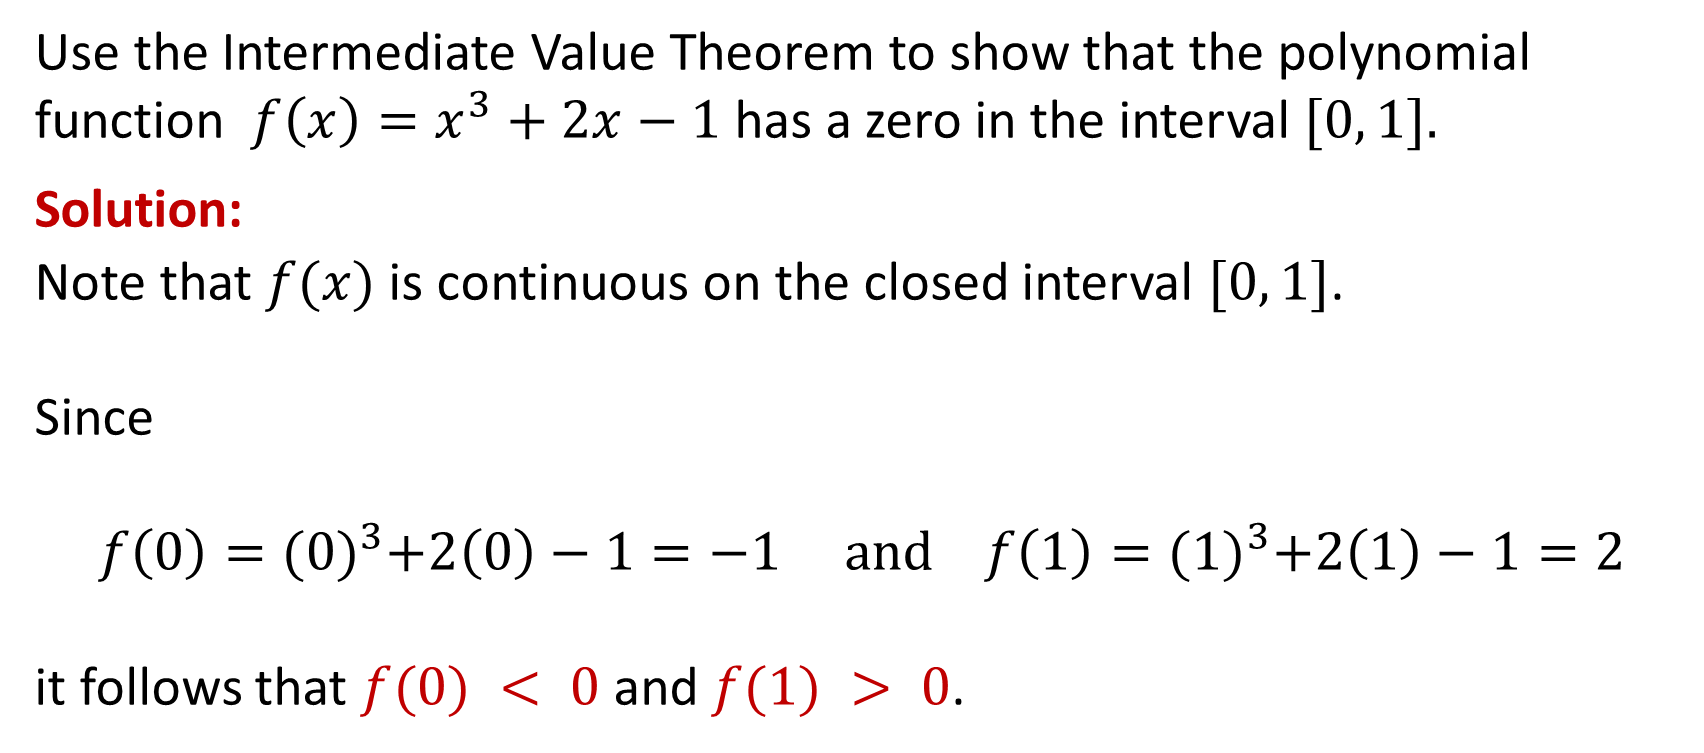 Use the Intermediate Value Theorem to show that the polynomial
function f(x) = x³ + 2x − 1 has a zero in the interval [0, 1].
Solution:
Note that f(x) is continuous on the closed interval [0, 1].
Since
f(0) = (0)³+2(0) − 1 = −1 and f(1) = (1)³+2(1) − 1 = 2
it follows that f(0) < 0 and f(1) > 0.